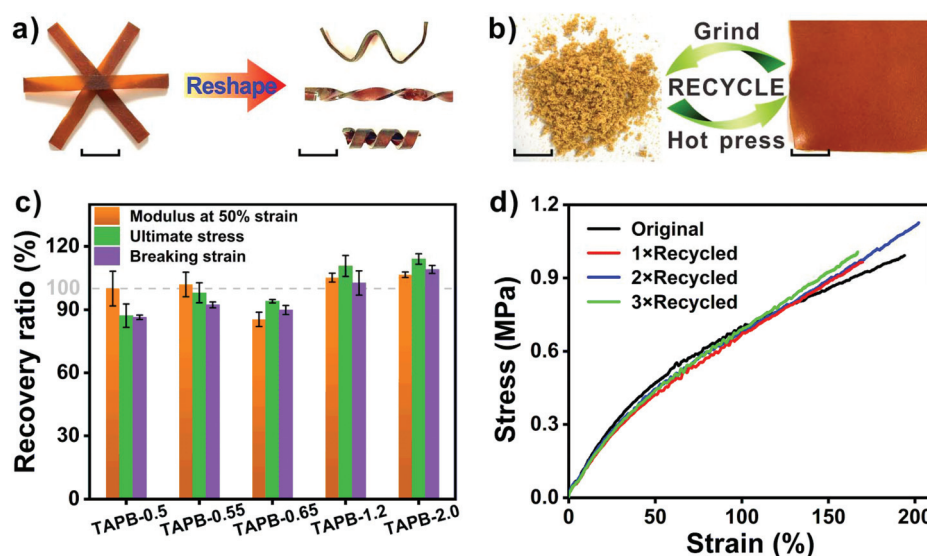 a)
Reshape
b)
Grind
RECYCLE
Hot press
c)
Modulus at 50% strain
Ultimate stress
Breaking strain
Recovery ratio (%)
120
100
90
60
30
0
TAPB-0.5
TAPB-0.55
TAPB-0.65
TAPB-1.2
TAPB-2.0
d)
Original
1×Recycled
2×Recycled
3×Recycled
Stress (MPa)
1.2
0.9
0.6
0.3
0.0
0
50
100
150
200
Strain (%)